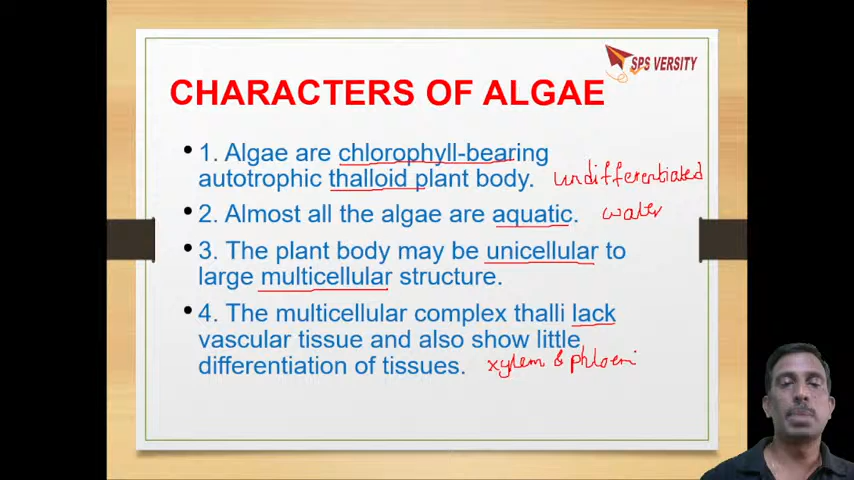 SPS VERSITY
CHARACTERS OF ALGAE
• 1. Algae are chlorophyll-bearing
autotrophic thalloid plant body. undifferentiated
• 2. Almost all the algae are aquatic. water
• 3. The plant body may be unicellular to
large multicellular structure.
• 4. The multicellular complex thalli lack
vascular tissue and also show little
differentiation of tissues. xylem & phloem